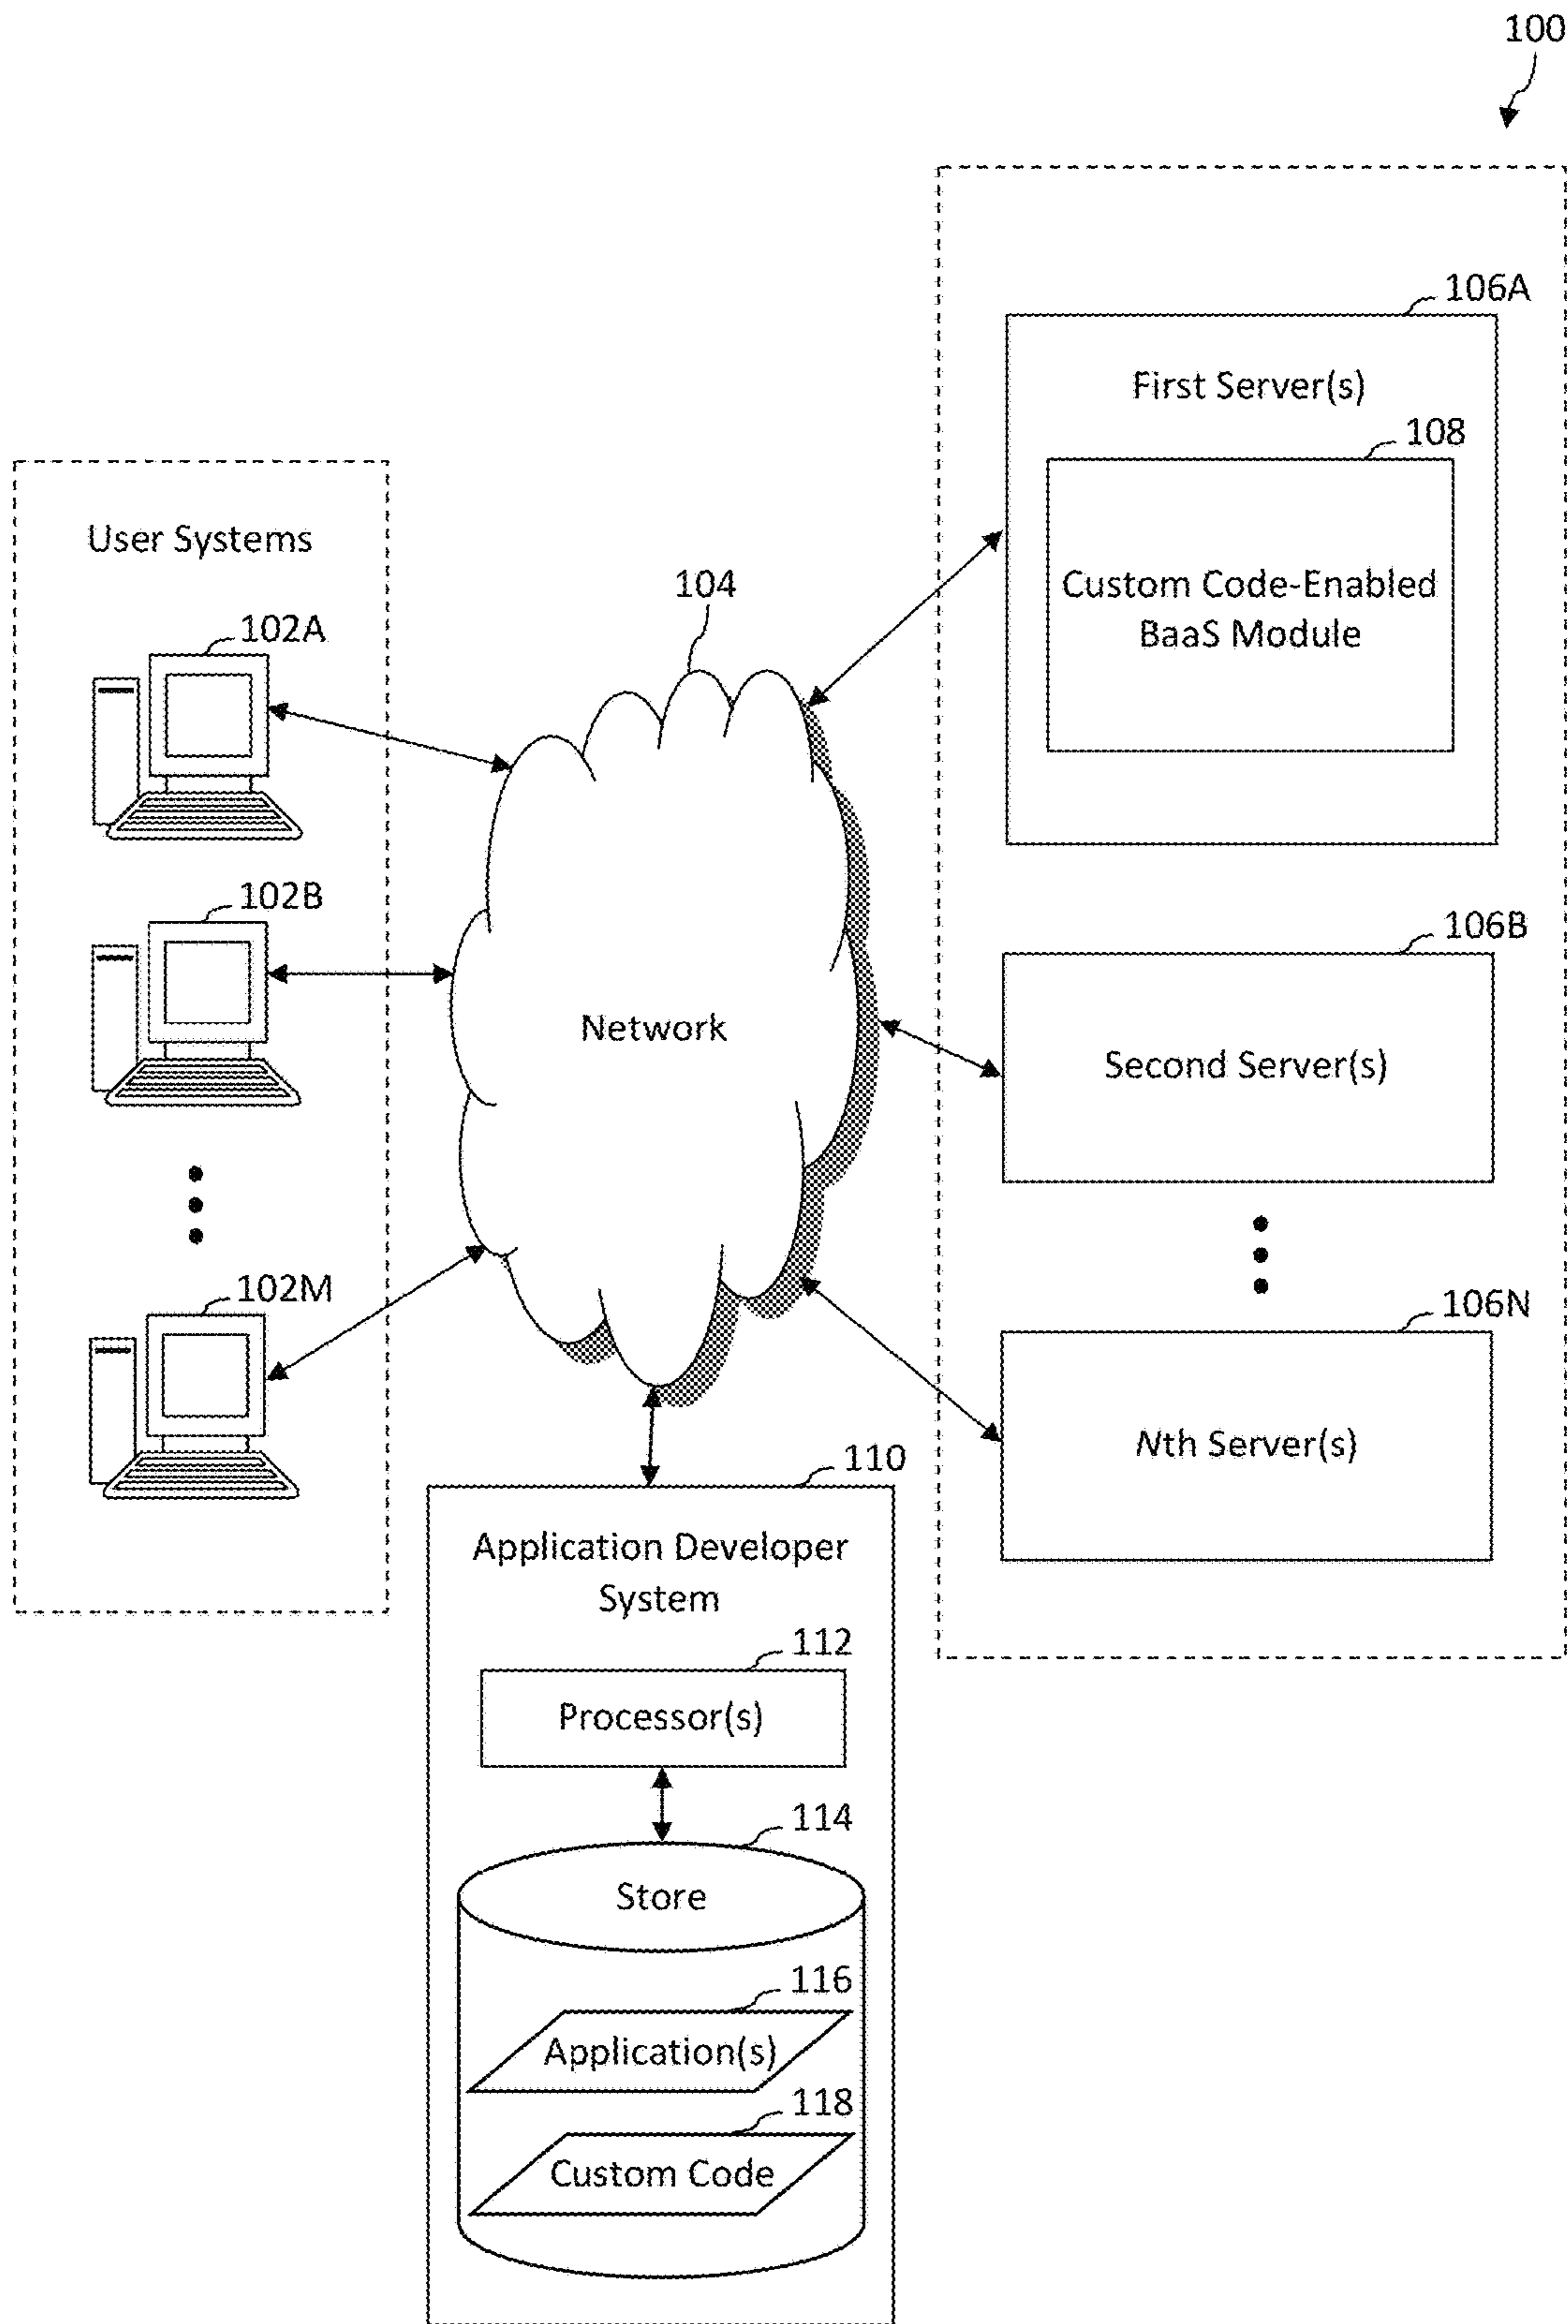 100
106A
First Server(s)
108
Custom Code-Enabled
BaaS Module
User Systems
104
102A
102B
106B
Network
Second Server(s)
102M
106N
Nth Server(s)
110
Application Developer
System
112
Processor(s)
114
Store
116
Application(s)
118
Custom Code